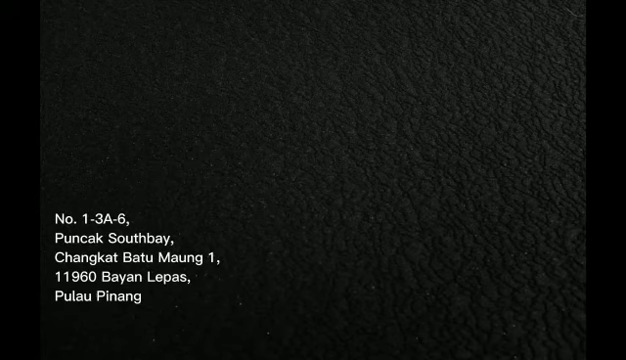 No. 1-3A-6,
Puncak Southbay,
Changkat Batu Maung 1,
11960 Bayan Lepas,
Pulau Pinang